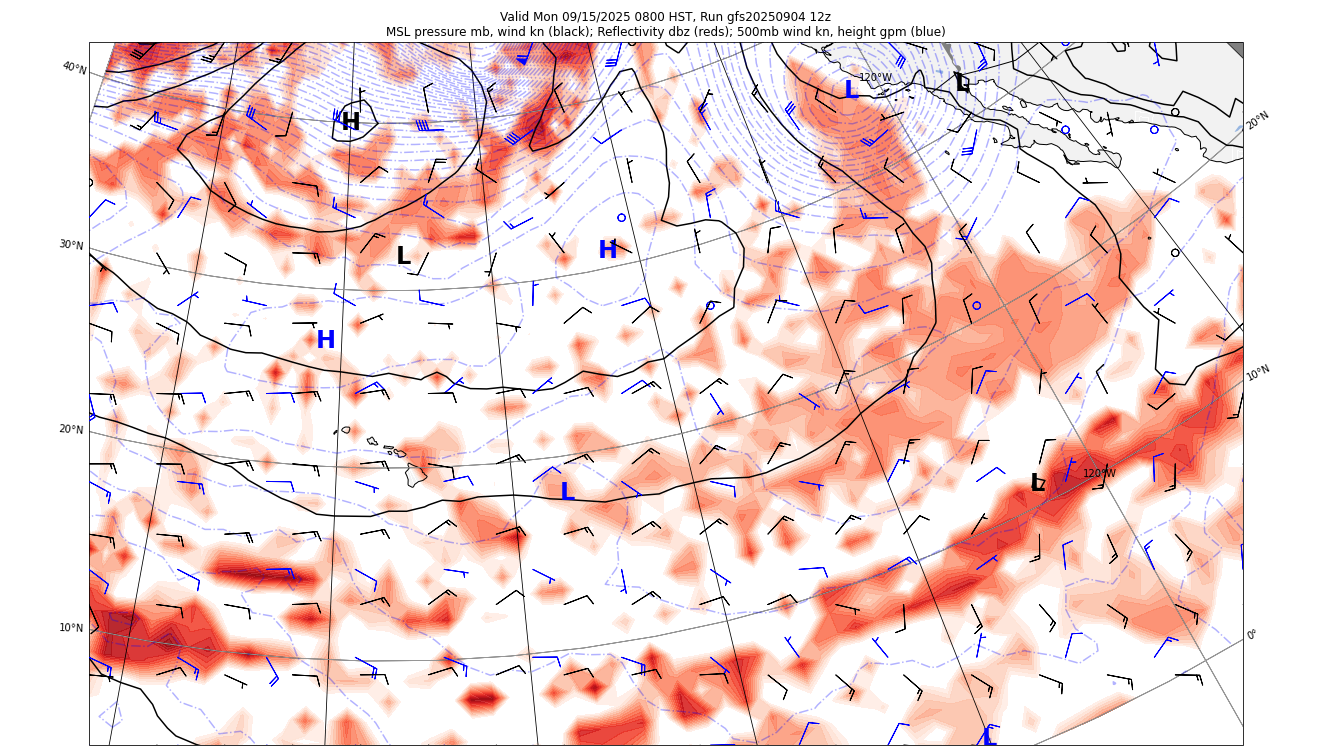 Valid Mon 09/15/2025 0800 HST, Run gfs20250904 12z
MSL pressure mb, wind kn (black); Reflectivity dbz (reds); 500mb wind kn, height gpm (blue)
40°N
120°W
L
L
H
20°N
30°N
L
H
H
10°N
20°N
L
L
120°W
10°N
0°
L